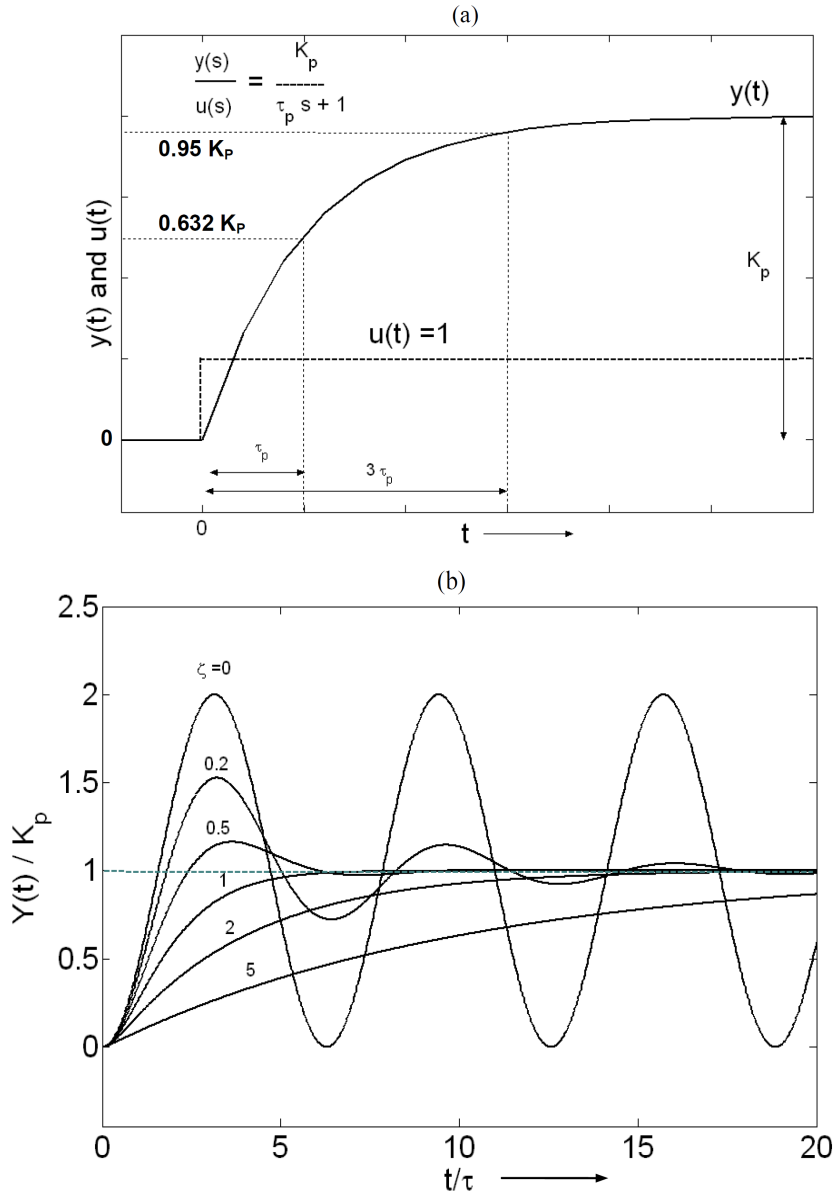 (a)
y(s)
u(s)
=
K_p
τ_p s + 1
y(t)
0.95 K_P
0.632 K_P
K_p
u(t) =1
y(t) and u(t)
0
τ_p
3 τ_p
0
t
(b)
2.5
ζ =0
2
0.2
1.5
0.5
1
1
2
0.5
5
0
Y(t) / K_p
0 5 10 15 20
t/τ